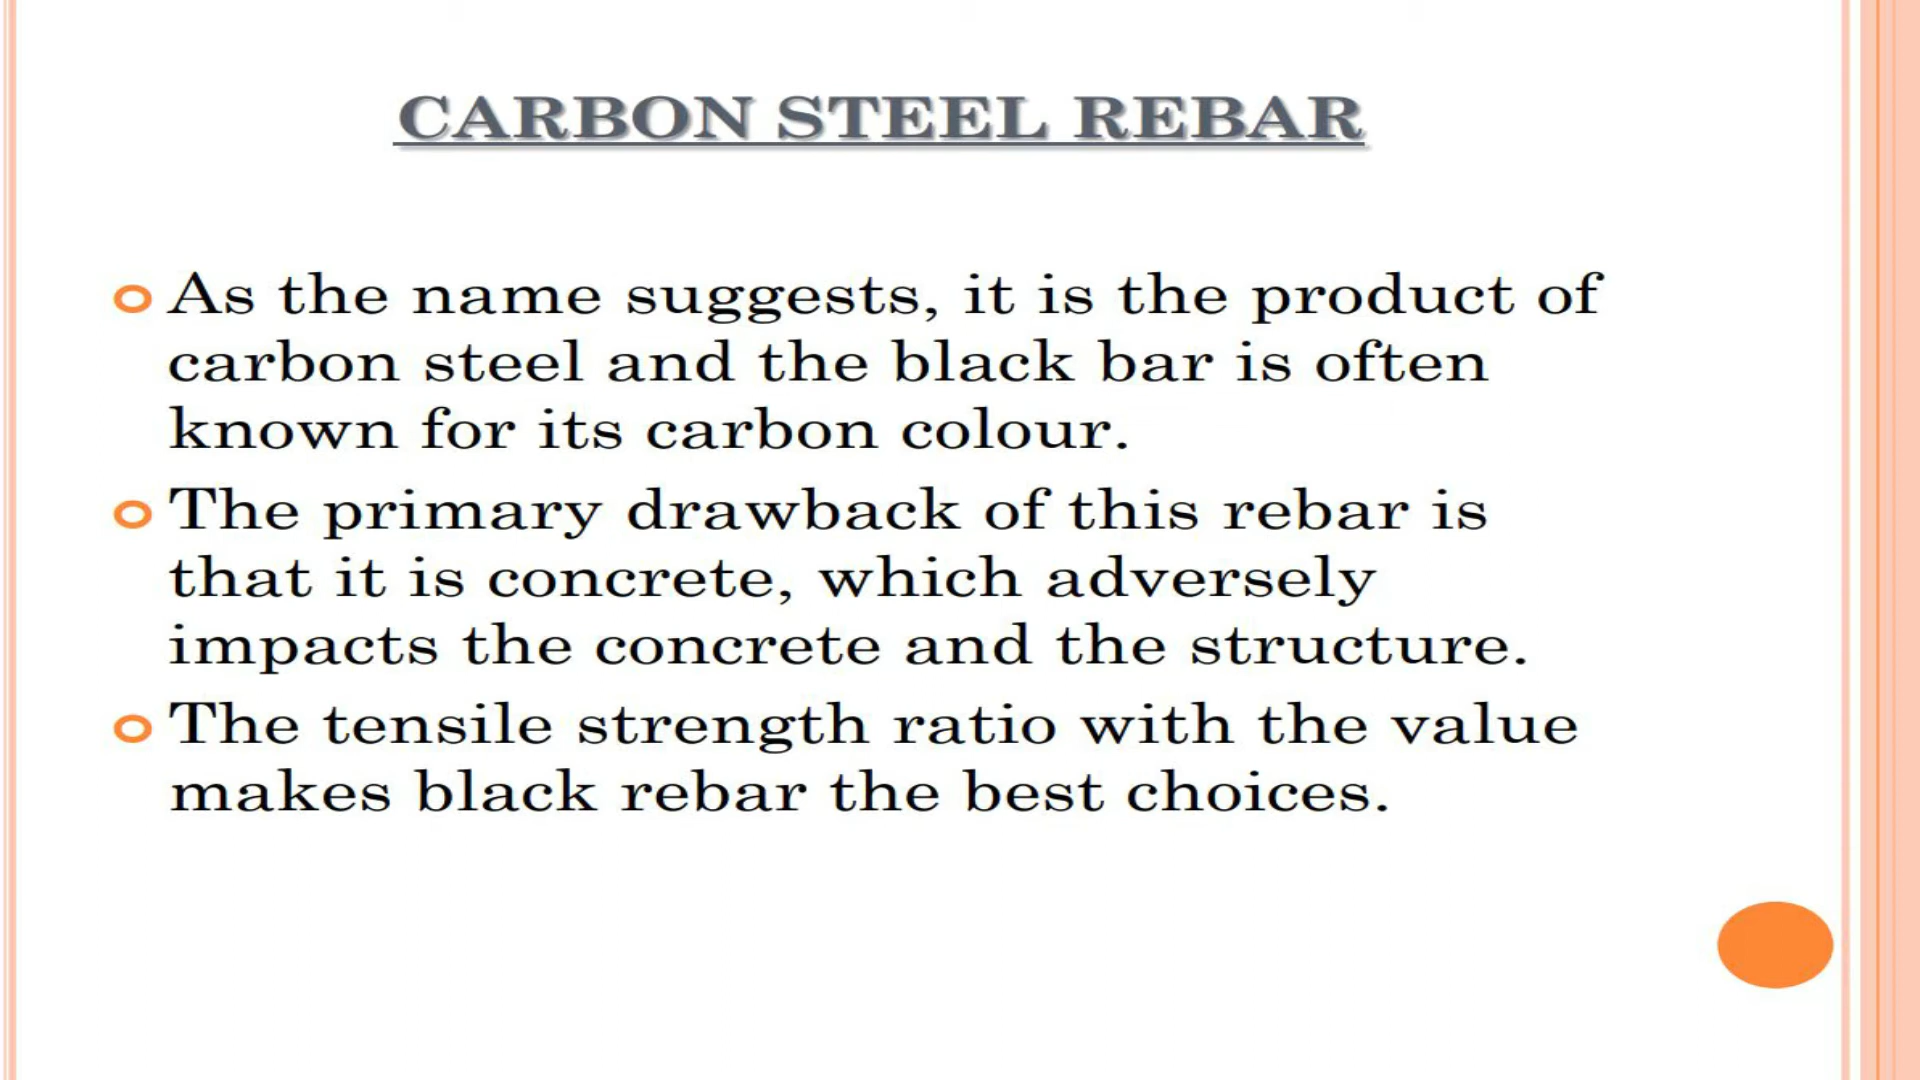 CARBON STEEL REBAR
As the name suggests, it is the product of
carbon steel and the black bar is often
known for its carbon colour.
The primary drawback of this rebar is
that it is concrete, which adversely
impacts the concrete and the structure.
The tensile strength ratio with the value
makes black rebar the best choices.